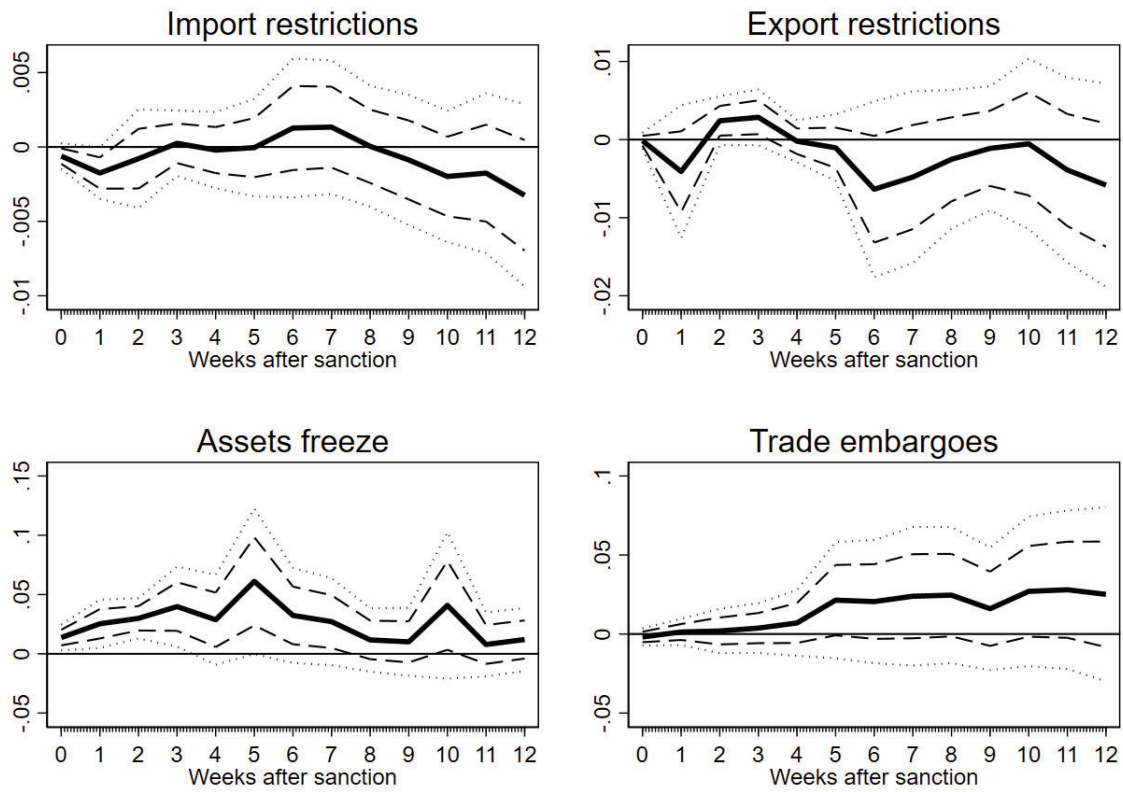 Import restrictions
.005
0
-.005
-.01
0 1 2 3 4 5 6 7 8 9 10 11 12
Weeks after sanction
Export restrictions
.01
0
-.01
-.02
0 1 2 3 4 5 6 7 8 9 10 11 12
Weeks after sanction
Assets freeze
.15
.1
.05
0
-.05
0 1 2 3 4 5 6 7 8 9 10 11 12
Weeks after sanction
Trade embargoes
.1
.05
0
-.05
0 1 2 3 4 5 6 7 8 9 10 11 12
Weeks after sanction